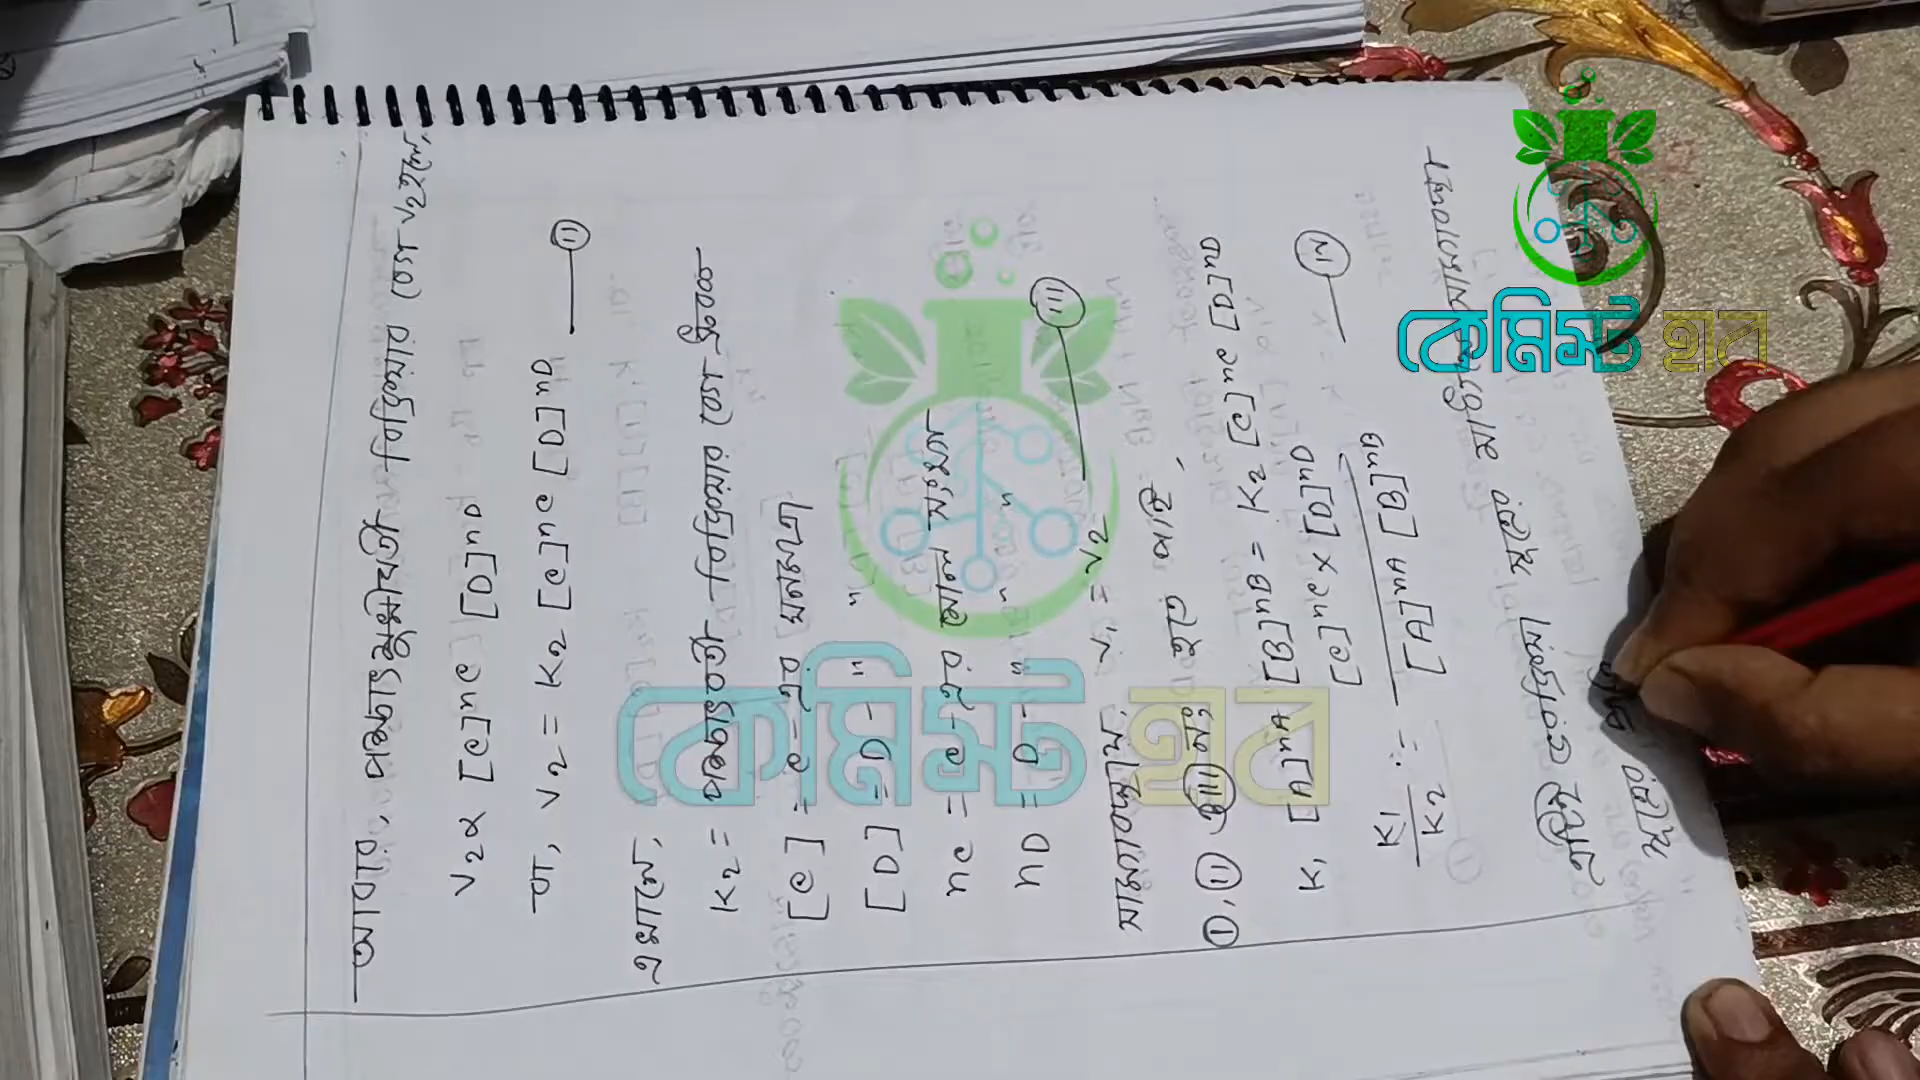 আবার, পশ্চাৎমুখী বিক্রিয়ার বেগ v2 হলে,
v2 ∝ [C]nC [D]nD
বা, v2 = K2 [C]nC [D]nD —— (ii)
এখানে,
K2 = পশ্চাৎমুখী বিক্রিয়ার বেগ ধ্রুবক
[C] = C-এর ঘনমাত্রা
[D] = D- " "
nC = C-এর মোল সংখ্যা
nD = D- " " "
সাম্যাবস্থায়, v1 = v2 —— (iii)
(i), (ii) ও (iii) নং হতে পাই,
K1 [A]nA [B]nB = K2 [C]nC [D]nD
∴ K1/K2 = [C]nC × [D]nD / [A]nA [B]nB —— (iv)
কেমিস্ট হাব
কেমিস্ট হাব